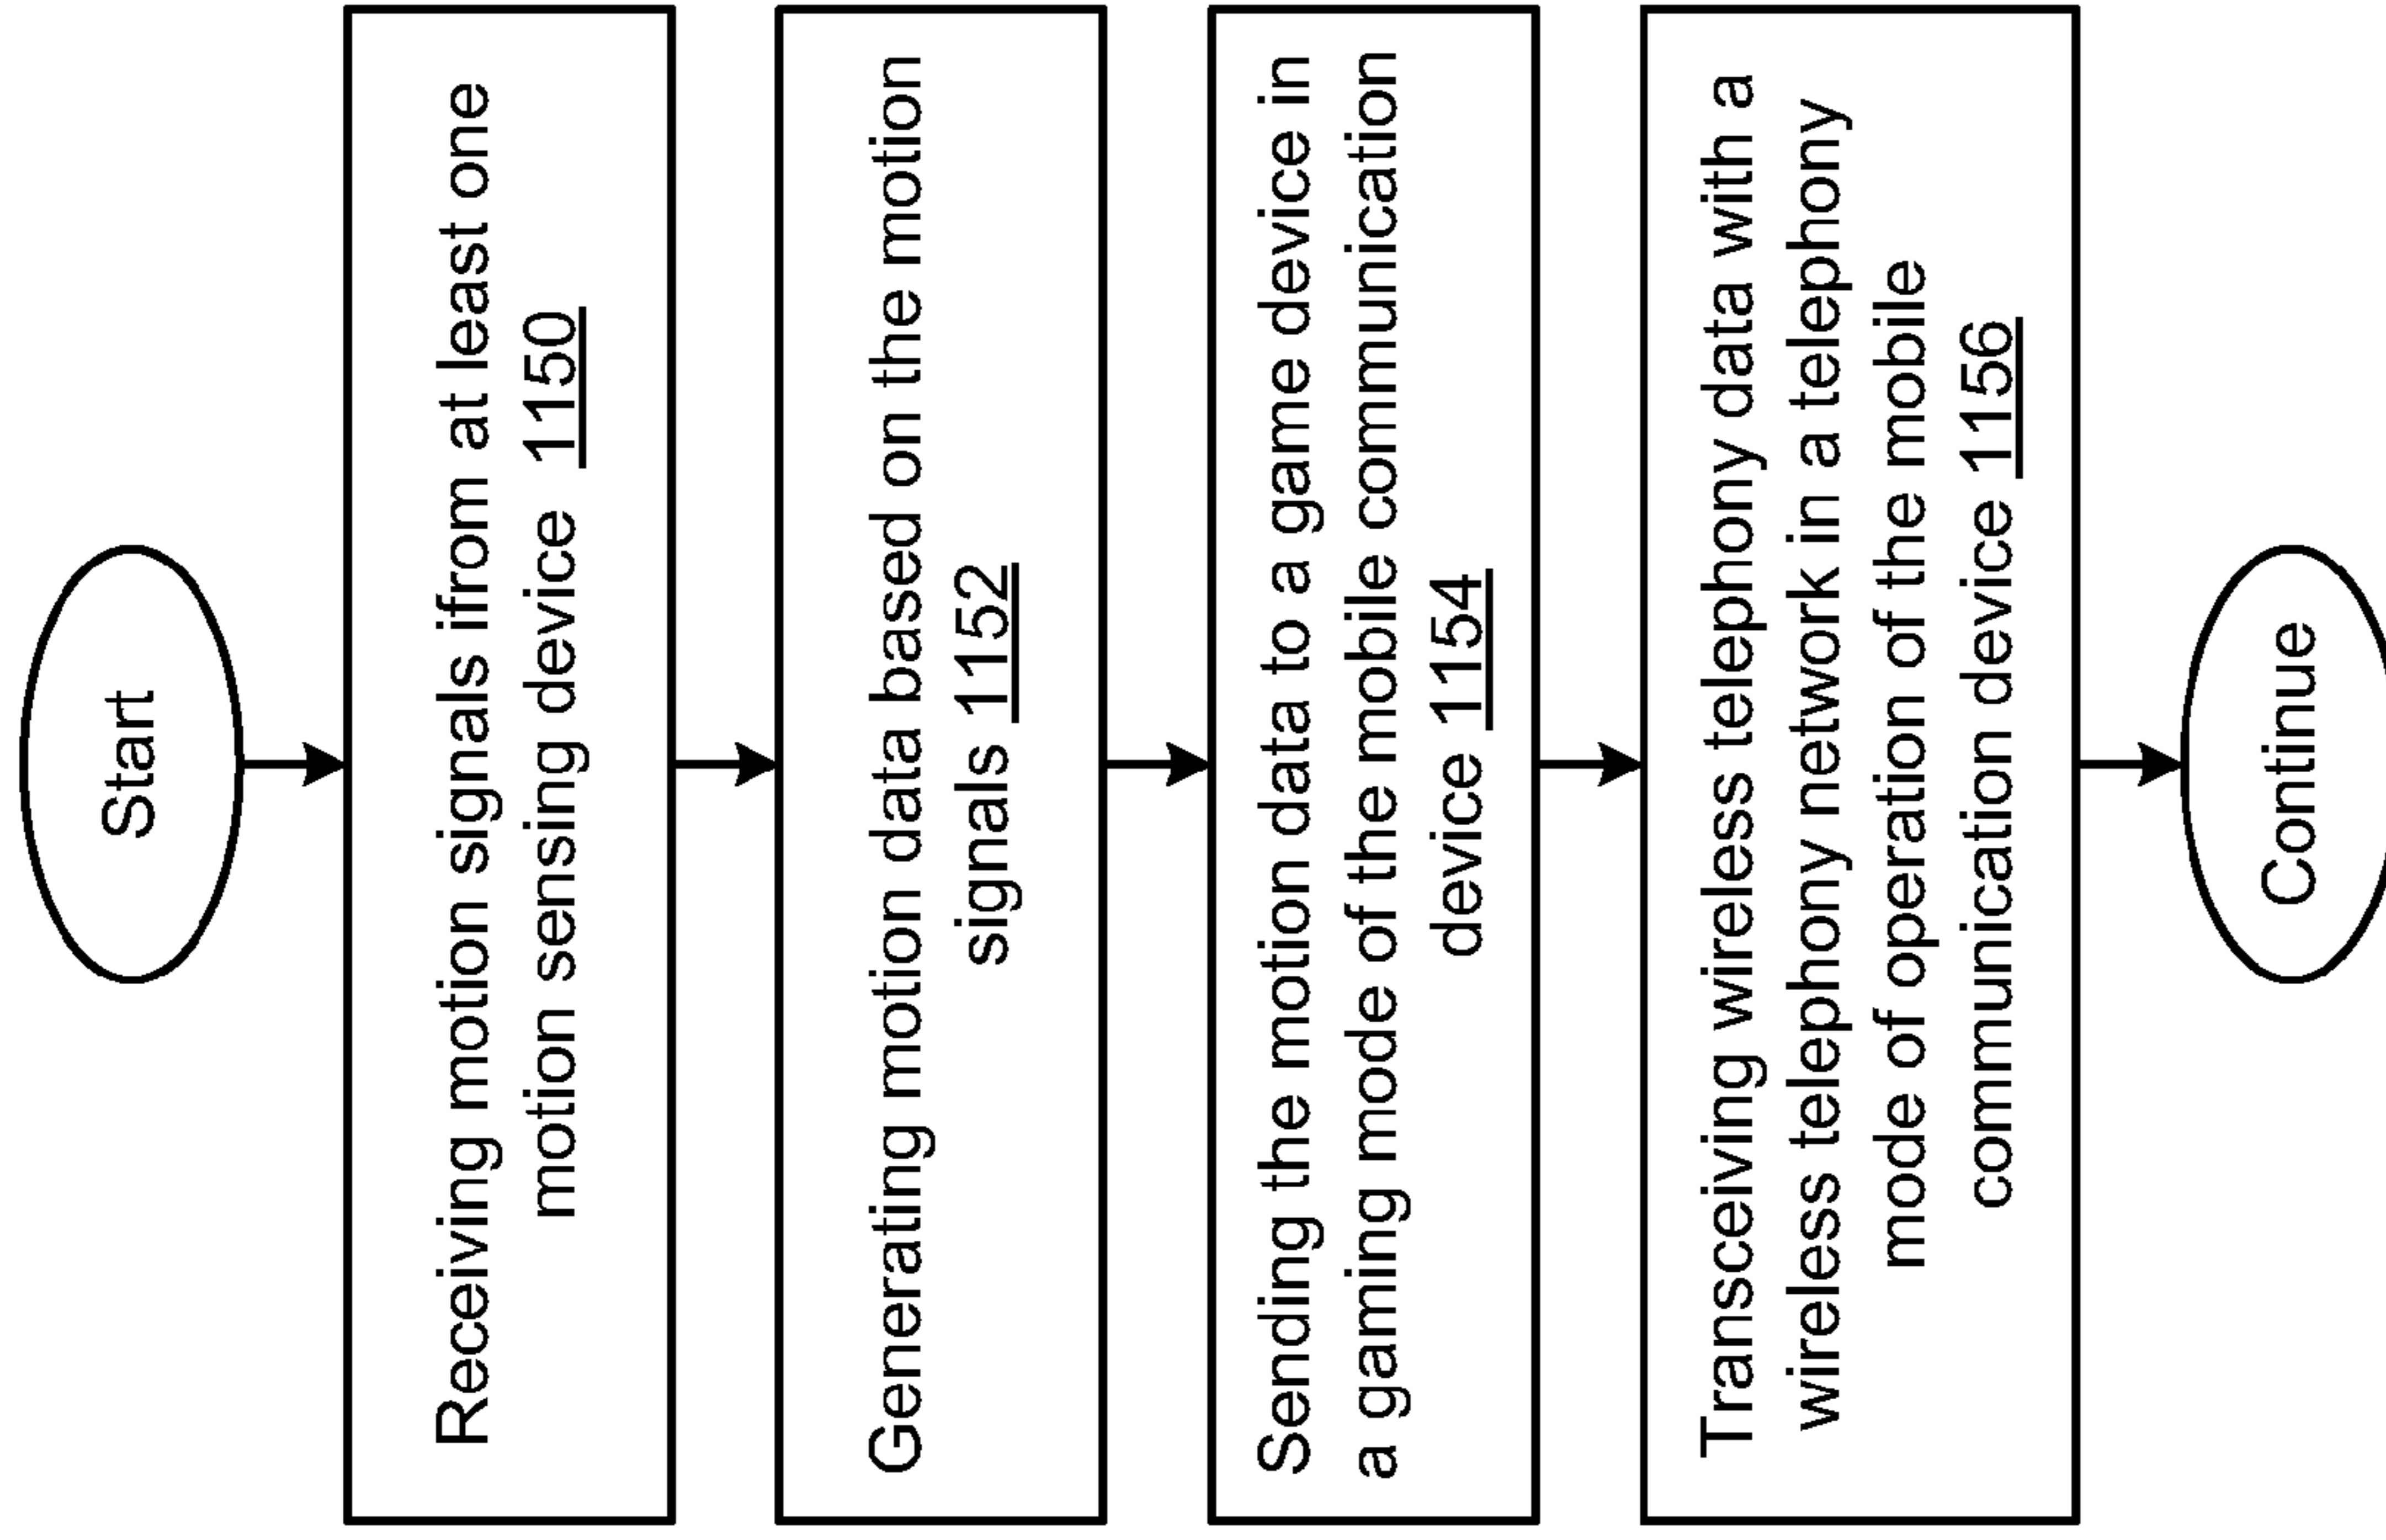 Start
Receiving motion signals ifrom at least one
motion sensing device 1150
Generating motion data based on the motion
signals 1152
Sending the motion data to a game device in
a gaming mode of the mobile communication
device 1154
Transceiving wireless telephony data with a
wireless telephony network in a telephony
mode of operation of the mobile
communication device 1156
Continue